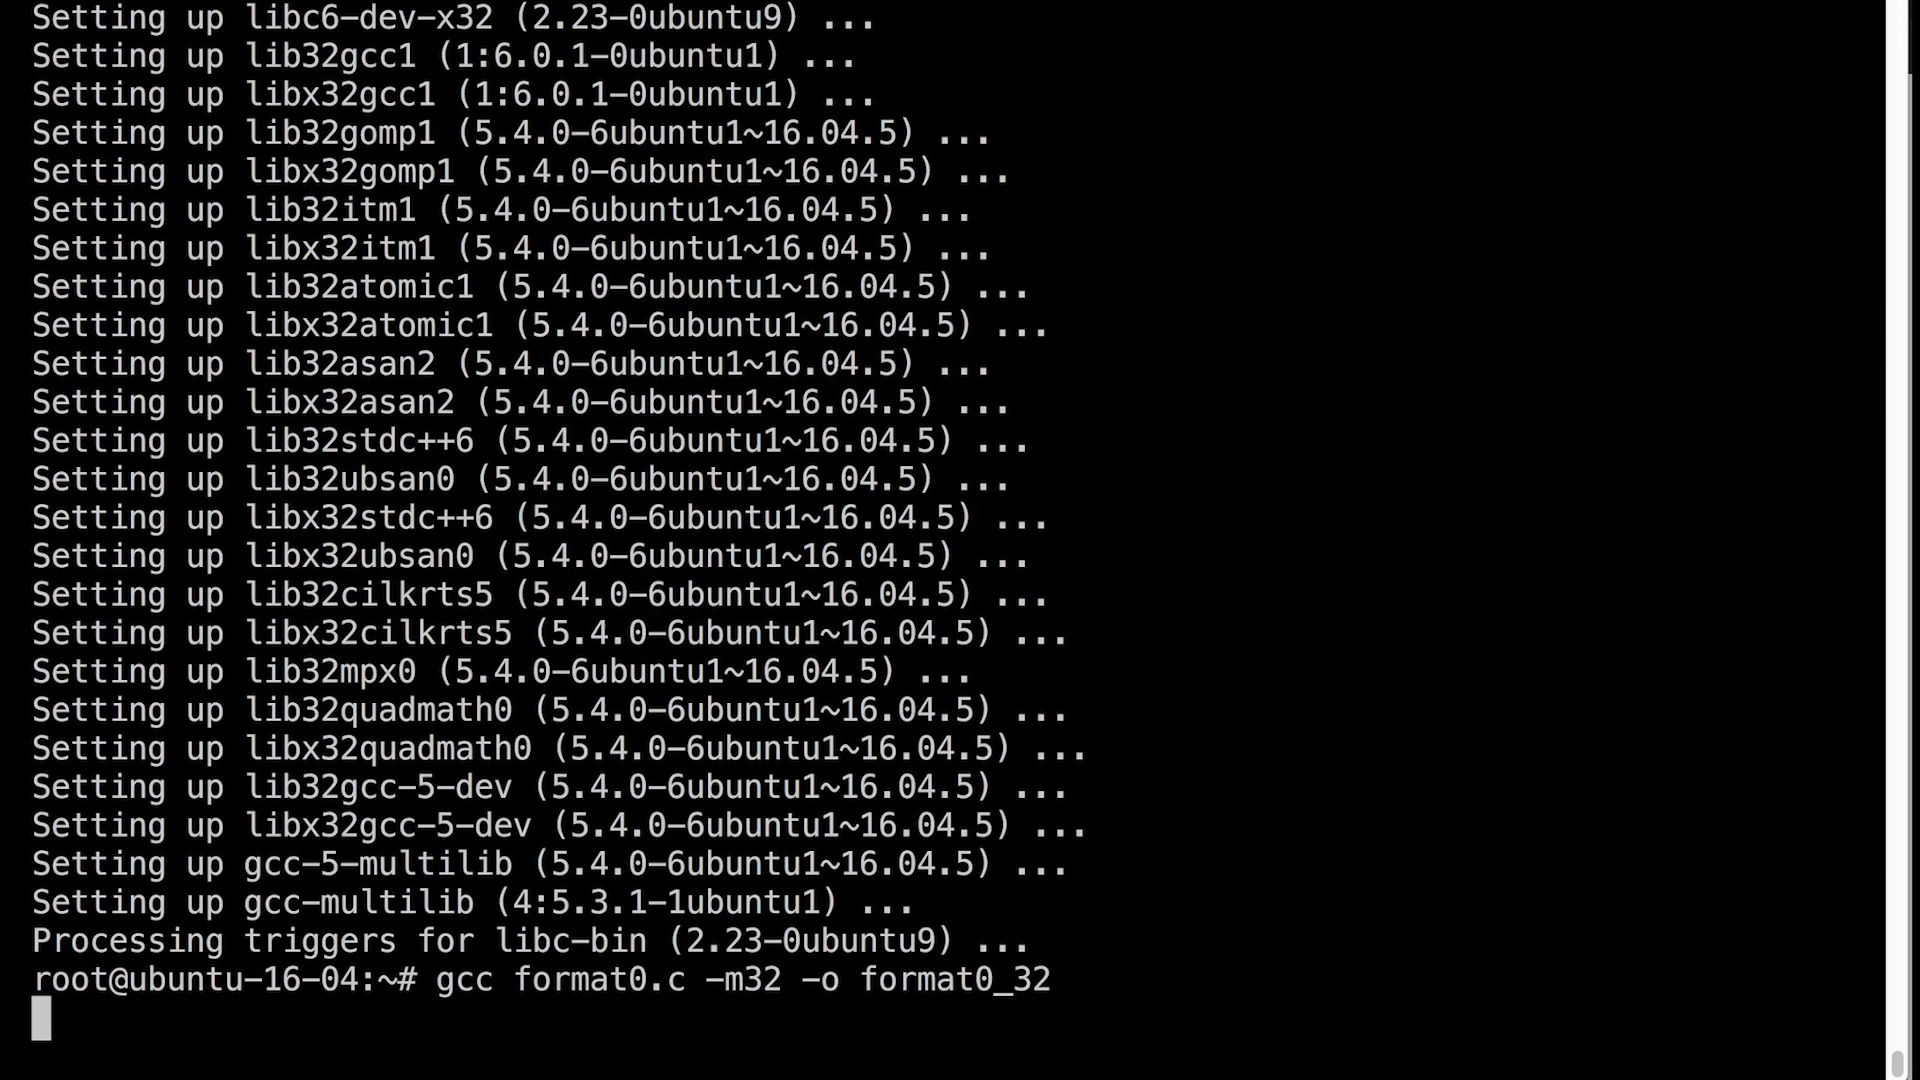 Setting up libc6-dev-x32 (2.23-0ubuntu9) ...
Setting up lib32gcc1 (1:6.0.1-0ubuntu1) ...
Setting up libx32gcc1 (1:6.0.1-0ubuntu1) ...
Setting up lib32gomp1 (5.4.0-6ubuntu1~16.04.5) ...
Setting up libx32gomp1 (5.4.0-6ubuntu1~16.04.5) ...
Setting up lib32itm1 (5.4.0-6ubuntu1~16.04.5) ...
Setting up libx32itm1 (5.4.0-6ubuntu1~16.04.5) ...
Setting up lib32atomic1 (5.4.0-6ubuntu1~16.04.5) ...
Setting up libx32atomic1 (5.4.0-6ubuntu1~16.04.5) ...
Setting up lib32asan2 (5.4.0-6ubuntu1~16.04.5) ...
Setting up libx32asan2 (5.4.0-6ubuntu1~16.04.5) ...
Setting up lib32stdc++6 (5.4.0-6ubuntu1~16.04.5) ...
Setting up lib32ubsan0 (5.4.0-6ubuntu1~16.04.5) ...
Setting up libx32stdc++6 (5.4.0-6ubuntu1~16.04.5) ...
Setting up libx32ubsan0 (5.4.0-6ubuntu1~16.04.5) ...
Setting up lib32cilkrts5 (5.4.0-6ubuntu1~16.04.5) ...
Setting up libx32cilkrts5 (5.4.0-6ubuntu1~16.04.5) ...
Setting up lib32mpx0 (5.4.0-6ubuntu1~16.04.5) ...
Setting up lib32quadmath0 (5.4.0-6ubuntu1~16.04.5) ...
Setting up libx32quadmath0 (5.4.0-6ubuntu1~16.04.5) ...
Setting up lib32gcc-5-dev (5.4.0-6ubuntu1~16.04.5) ...
Setting up libx32gcc-5-dev (5.4.0-6ubuntu1~16.04.5) ...
Setting up gcc-5-multilib (5.4.0-6ubuntu1~16.04.5) ...
Setting up gcc-multilib (4:5.3.1-1ubuntu1) ...
Processing triggers for libc-bin (2.23-0ubuntu9) ...
root@ubuntu-16-04:~# gcc format0.c -m32 -o format0_32